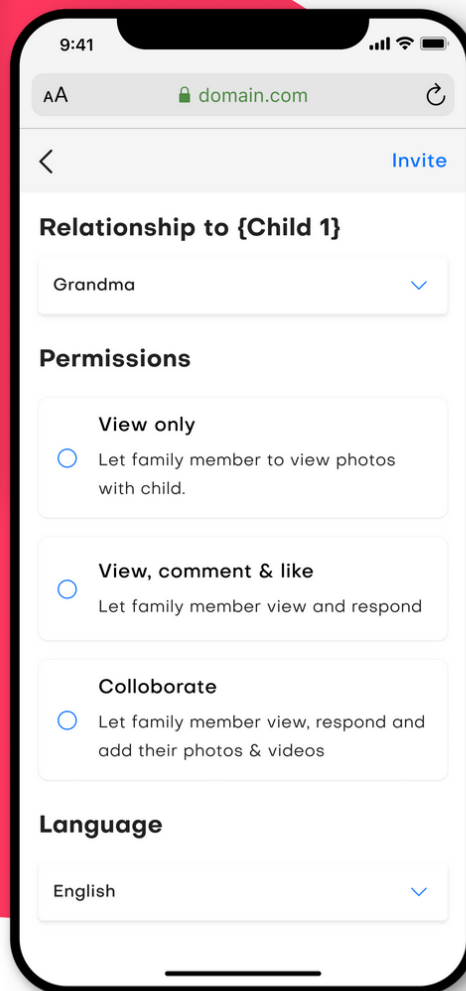 9:41
AA domain.com
Invite
Relationship to {Child 1}
Grandma
Permissions
View only
Let family member to view photos
with child.
View, comment & like
Let family member view and respond
Colloborate
Let family member view, respond and
add their photos & videos
Language
English